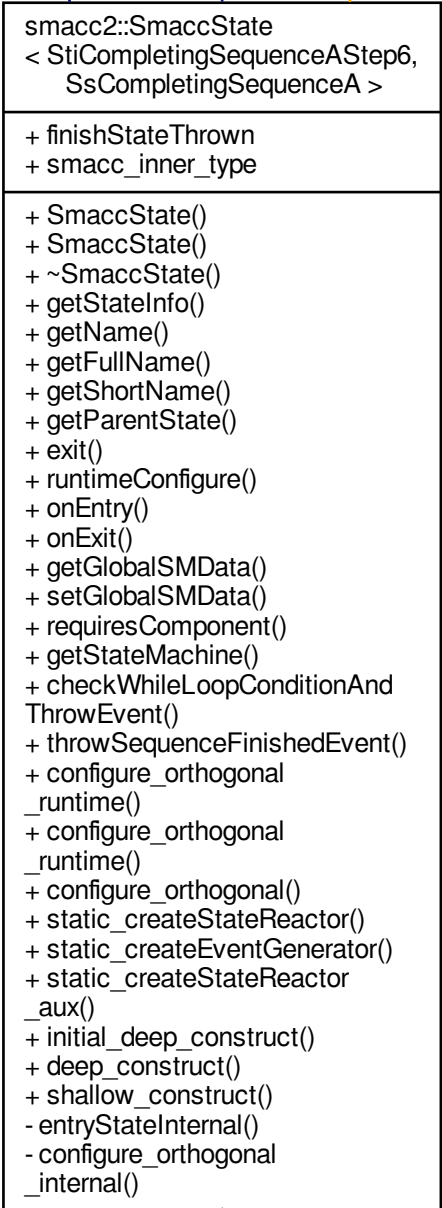 smacc2::SmaccState
< StiCompletingSequenceAStep6,
SsCompletingSequenceA >
+ finishStateThrown
+ smacc_inner_type
+ SmaccState()
+ SmaccState()
+ ~SmaccState()
+ getStateInfo()
+ getName()
+ getFullName()
+ getShortName()
+ getParentState()
+ exit()
+ runtimeConfigure()
+ onEntry()
+ onExit()
+ getGlobalSMData()
+ setGlobalSMData()
+ requiresComponent()
+ getStateMachine()
+ checkWhileLoopConditionAnd
ThrowEvent()
+ throwSequenceFinishedEvent()
+ configure_orthogonal
_runtime()
+ configure_orthogonal
_runtime()
+ configure_orthogonal()
+ static_createStateReactor()
+ static_createEventGenerator()
+ static_createStateReactor
_aux()
+ initial_deep_construct()
+ deep_construct()
+ shallow_construct()
- entryStateInternal()
- configure_orthogonal
_internal()